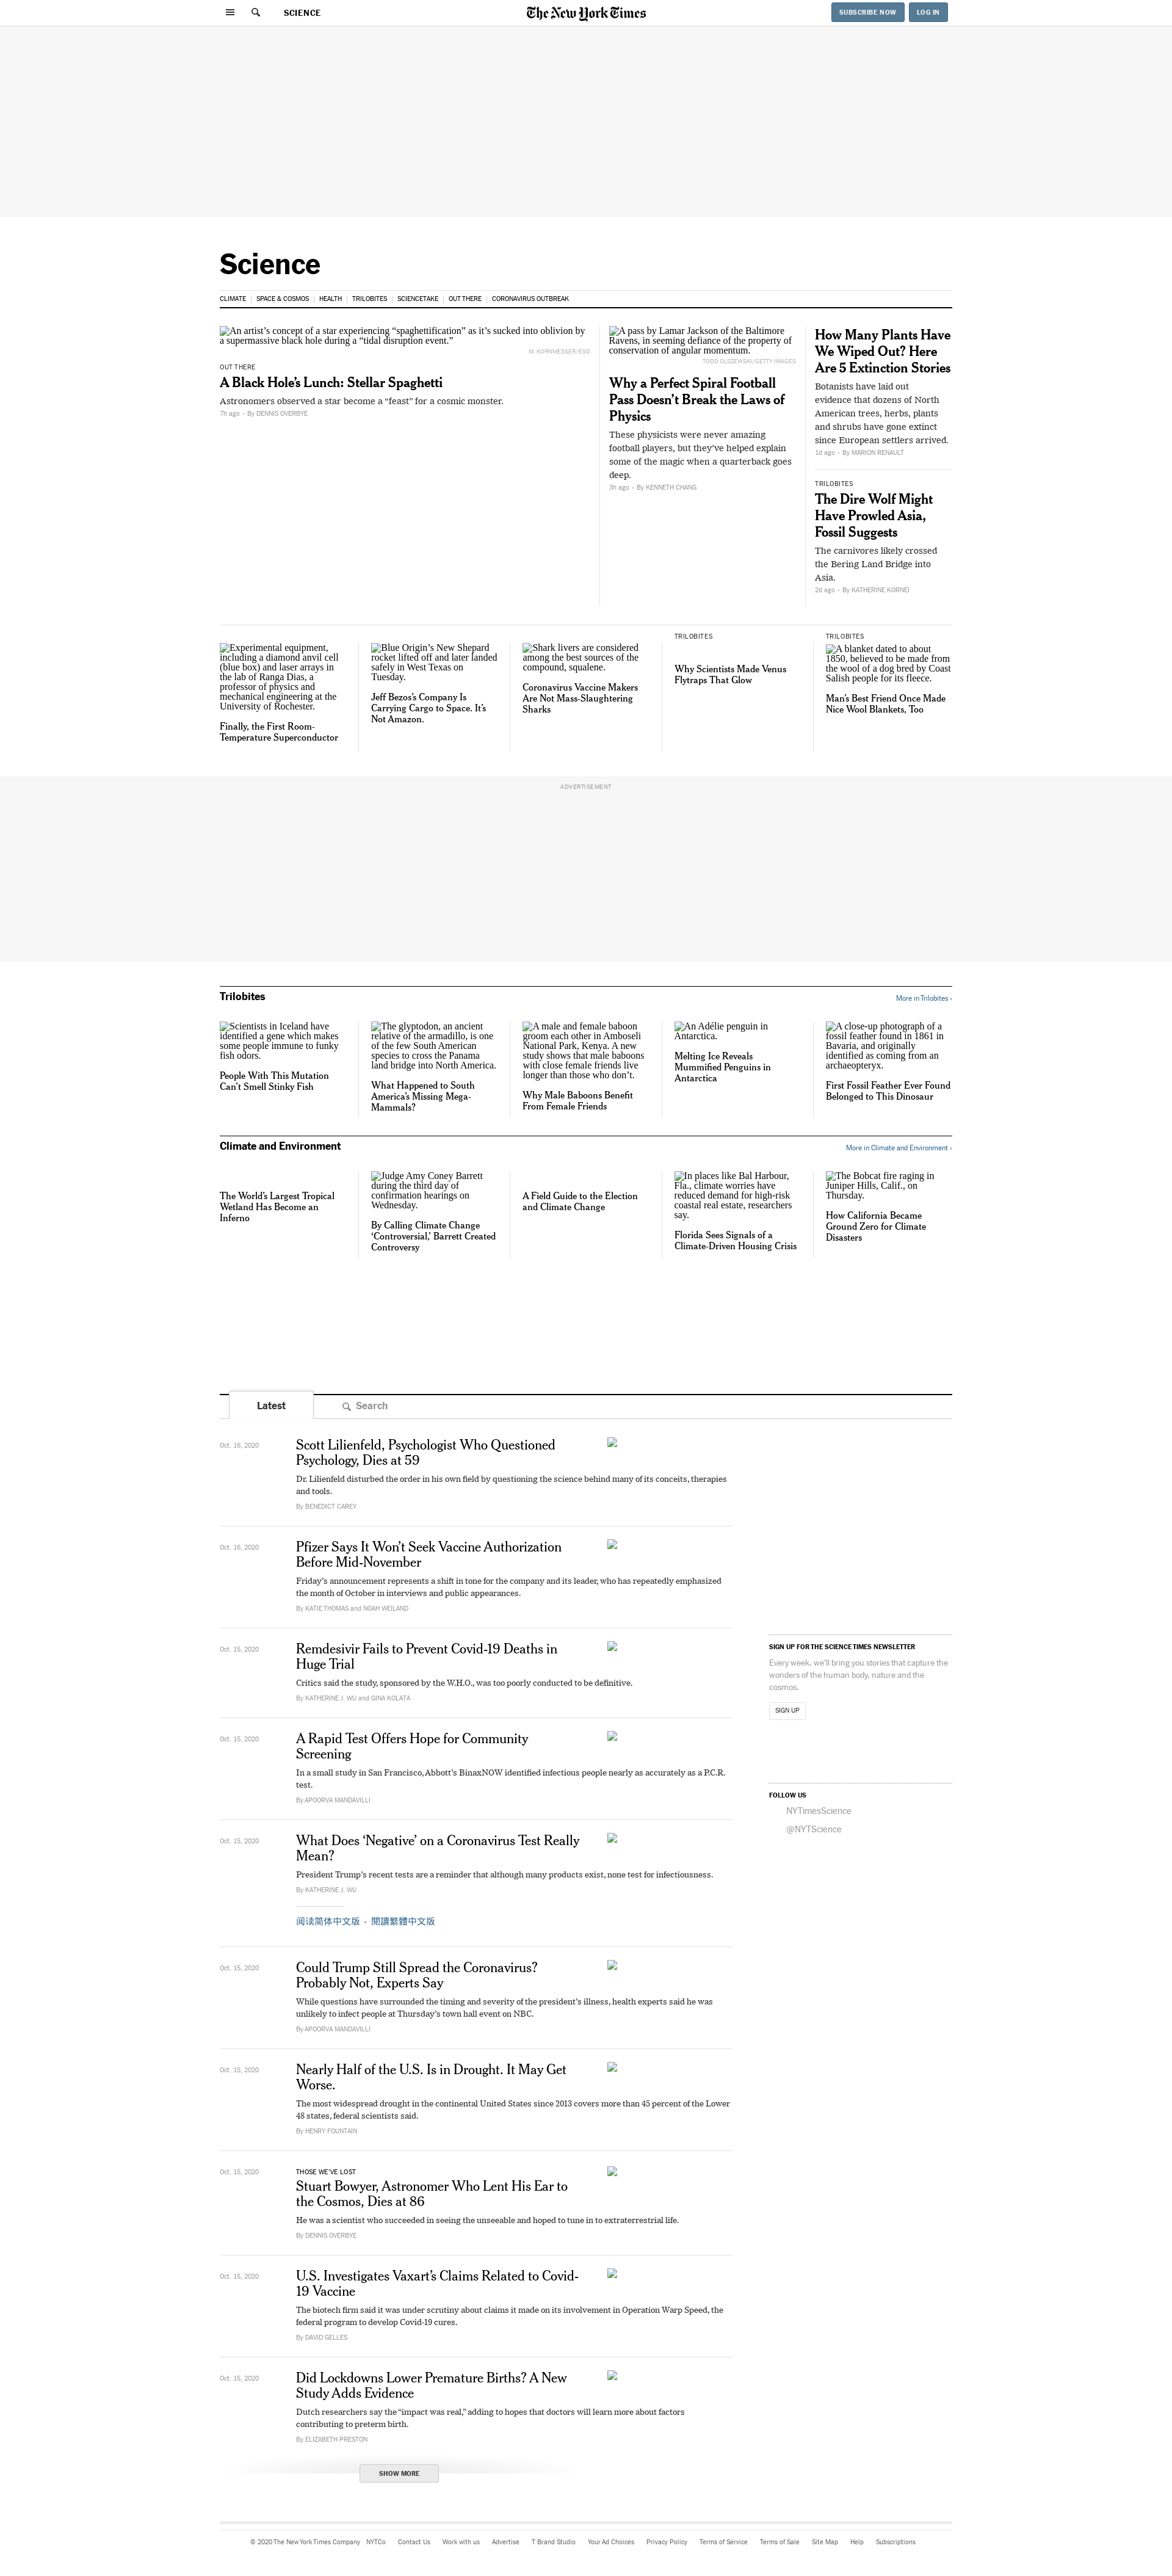 SCIENCE
The New York Times
SUBSCRIBE NOW
LOG IN
Science
CLIMATE
SPACE & COSMOS
HEALTH
TRILOBITES
SCIENCETAKE
OUT THERE
CORONAVIRUS OUTBREAK
An artist's concept of a star experiencing “spaghettification” as it’s sucked into oblivion by
a supermassive black hole during a “tidal disruption event.”
M. KORNMESSER/ESO
OUT THERE
A Black Hole’s Lunch: Stellar Spaghetti
Astronomers observed a star become a “feast” for a cosmic monster.
7h ago • By DENNIS OVERBYE
A pass by Lamar Jackson of the Baltimore
Ravens, in seeming defiance of the property of
conservation of angular momentum.
TODD OLSZEWSKI/GETTY IMAGES
Why a Perfect Spiral Football
Pass Doesn’t Break the Laws of
Physics
These physicists were never amazing
football players, but they’ve helped explain
some of the magic when a quarterback goes
deep.
3h ago • By KENNETH CHANG
How Many Plants Have
We Wiped Out? Here
Are 5 Extinction Stories
Botanists have laid out
evidence that dozens of North
American trees, herbs, plants
and shrubs have gone extinct
since European settlers arrived.
1d ago • By MARION RENAULT
TRILOBITES
The Dire Wolf Might
Have Prowled Asia,
Fossil Suggests
The carnivores likely crossed
the Bering Land Bridge into
Asia.
2d ago • By KATHERINE KORNEI
Experimental equipment,
including a diamond anvil cell
(blue box) and laser arrays in
the lab of Ranga Dias, a
professor of physics and
mechanical engineering at the
University of Rochester.
Finally, the First Room-
Temperature Superconductor
Blue Origin’s New Shepard
rocket lifted off and later landed
safely in West Texas on
Tuesday.
Jeff Bezos’s Company Is
Carrying Cargo to Space. It’s
Not Amazon.
Shark livers are considered
among the best sources of the
compound, squalene.
Coronavirus Vaccine Makers
Are Not Mass-Slaughtering
Sharks
TRILOBITES
Why Scientists Made Venus
Flytraps That Glow
TRILOBITES
A blanket dated to about
1850, believed to be made from
the wool of a dog bred by Coast
Salish people for its fleece.
Man’s Best Friend Once Made
Nice Wool Blankets, Too
ADVERTISEMENT
Trilobites
More in Trilobites ›
Scientists in Iceland have
identified a gene which makes
some people immune to funky
fish odors.
People With This Mutation
Can’t Smell Stinky Fish
The glyptodon, an ancient
relative of the armadillo, is one
of the few South American
species to cross the Panama
land bridge into North America.
What Happened to South
America’s Missing Mega-
Mammals?
A male and female baboon
groom each other in Amboseli
National Park, Kenya. A new
study shows that male baboons
with close female friends live
longer than those who don’t.
Why Male Baboons Benefit
From Female Friends
An Adélie penguin in
Antarctica.
Melting Ice Reveals
Mummified Penguins in
Antarctica
A close-up photograph of a
fossil feather found in 1861 in
Bavaria, and originally
identified as coming from an
archaeopteryx.
First Fossil Feather Ever Found
Belonged to This Dinosaur
Climate and Environment
More in Climate and Environment ›
The World’s Largest Tropical
Wetland Has Become an
Inferno
Judge Amy Coney Barrett
during the third day of
confirmation hearings on
Wednesday.
By Calling Climate Change
‘Controversial,’ Barrett Created
Controversy
A Field Guide to the Election
and Climate Change
In places like Bal Harbour,
Fla., climate worries have
reduced demand for high-risk
coastal real estate, researchers
say.
Florida Sees Signals of a
Climate-Driven Housing Crisis
The Bobcat fire raging in
Juniper Hills, Calif., on
Thursday.
How California Became
Ground Zero for Climate
Disasters
Latest
Search
Oct. 16, 2020
Scott Lilienfeld, Psychologist Who Questioned
Psychology, Dies at 59
Dr. Lilienfeld disturbed the order in his own field by questioning the science behind many of its conceits, therapies
and tools.
By BENEDICT CAREY
Oct. 16, 2020
Pfizer Says It Won’t Seek Vaccine Authorization
Before Mid-November
Friday’s announcement represents a shift in tone for the company and its leader, who has repeatedly emphasized
the month of October in interviews and public appearances.
By KATIE THOMAS and NOAH WEILAND
Oct. 15, 2020
Remdesivir Fails to Prevent Covid-19 Deaths in
Huge Trial
Critics said the study, sponsored by the W.H.O., was too poorly conducted to be definitive.
By KATHERINE J. WU and GINA KOLATA
Oct. 15, 2020
A Rapid Test Offers Hope for Community
Screening
In a small study in San Francisco, Abbott’s BinaxNOW identified infectious people nearly as accurately as a P.C.R.
test.
By APOORVA MANDAVILLI
Oct. 15, 2020
What Does ‘Negative’ on a Coronavirus Test Really
Mean?
President Trump’s recent tests are a reminder that although many products exist, none test for infectiousness.
By KATHERINE J. WU
阅读简体中文版 • 閱讀繁體中文版
Oct. 15, 2020
Could Trump Still Spread the Coronavirus?
Probably Not, Experts Say
While questions have surrounded the timing and severity of the president’s illness, health experts said he was
unlikely to infect people at Thursday’s town hall event on NBC.
By APOORVA MANDAVILLI
Oct. 15, 2020
Nearly Half of the U.S. Is in Drought. It May Get
Worse.
The most widespread drought in the continental United States since 2013 covers more than 45 percent of the Lower
48 states, federal scientists said.
By HENRY FOUNTAIN
Oct. 15, 2020
THOSE WE’VE LOST
Stuart Bowyer, Astronomer Who Lent His Ear to
the Cosmos, Dies at 86
He was a scientist who succeeded in seeing the unseeable and hoped to tune in to extraterrestrial life.
By DENNIS OVERBYE
Oct. 15, 2020
U.S. Investigates Vaxart’s Claims Related to Covid-
19 Vaccine
The biotech firm said it was under scrutiny about claims it made on its involvement in Operation Warp Speed, the
federal program to develop Covid-19 cures.
By DAVID GELLES
Oct. 15, 2020
Did Lockdowns Lower Premature Births? A New
Study Adds Evidence
Dutch researchers say the “impact was real,” adding to hopes that doctors will learn more about factors
contributing to preterm birth.
By ELIZABETH PRESTON
SHOW MORE
SIGN UP FOR THE SCIENCE TIMES NEWSLETTER
Every week, we’ll bring you stories that capture the
wonders of the human body, nature and the
cosmos.
SIGN UP
FOLLOW US
NYTimesScience
@NYTScience
© 2020 The New York Times Company
NYTCo
Contact Us
Work with us
Advertise
T Brand Studio
Your Ad Choices
Privacy Policy
Terms of Service
Terms of Sale
Site Map
Help
Subscriptions